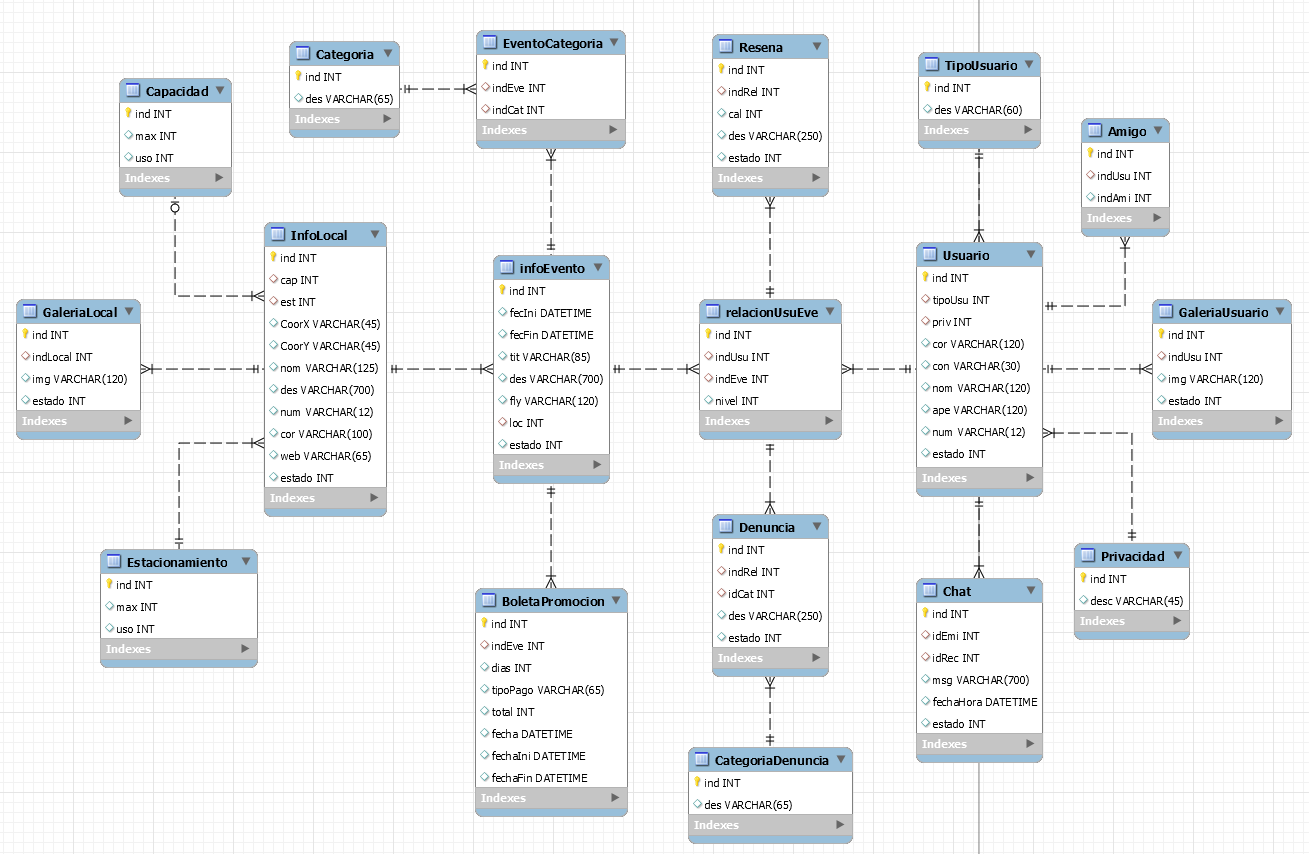 Capacidad
ind INT
max INT
uso INT
Indexes
Categoria
ind INT
des VARCHAR(65)
Indexes
EventoCategoria
ind INT
indEve INT
indCat INT
Indexes
Resena
ind INT
indRel INT
cal INT
des VARCHAR(250)
estado INT
Indexes
TipoUsuario
ind INT
des VARCHAR(60)
Indexes
Amigo
ind INT
indUsu INT
indAmi INT
Indexes
GaleriaLocal
ind INT
indLocal INT
img VARCHAR(120)
estado INT
Indexes
InfoLocal
ind INT
cap INT
est INT
CoorX VARCHAR(45)
CoorY VARCHAR(45)
nom VARCHAR(125)
des VARCHAR(700)
num VARCHAR(12)
cor VARCHAR(100)
web VARCHAR(65)
estado INT
Indexes
infoEvento
ind INT
fecIni DATETIME
fecFin DATETIME
tit VARCHAR(85)
des VARCHAR(700)
fly VARCHAR(120)
loc INT
estado INT
Indexes
relacionUsuEve
ind INT
indUsu INT
indEve INT
nivel INT
Indexes
Usuario
ind INT
tipoUsu INT
priv INT
cor VARCHAR(120)
con VARCHAR(30)
nom VARCHAR(120)
ape VARCHAR(120)
num VARCHAR(12)
estado INT
Indexes
GaleriaUsuario
ind INT
indUsu INT
img VARCHAR(120)
estado INT
Indexes
Estacionamiento
ind INT
max INT
uso INT
Indexes
BoletaPromocion
ind INT
indEve INT
dias INT
tipoPago VARCHAR(65)
total INT
fecha DATETIME
fechaIni DATETIME
fechaFin DATETIME
Indexes
Denuncia
ind INT
indRel INT
idCat INT
des VARCHAR(250)
estado INT
Indexes
CategoriaDenuncia
ind INT
des VARCHAR(65)
Indexes
Chat
ind INT
idEmi INT
idRec INT
msg VARCHAR(700)
fechaHora DATETIME
estado INT
Indexes
Privacidad
ind INT
desc VARCHAR(45)
Indexes